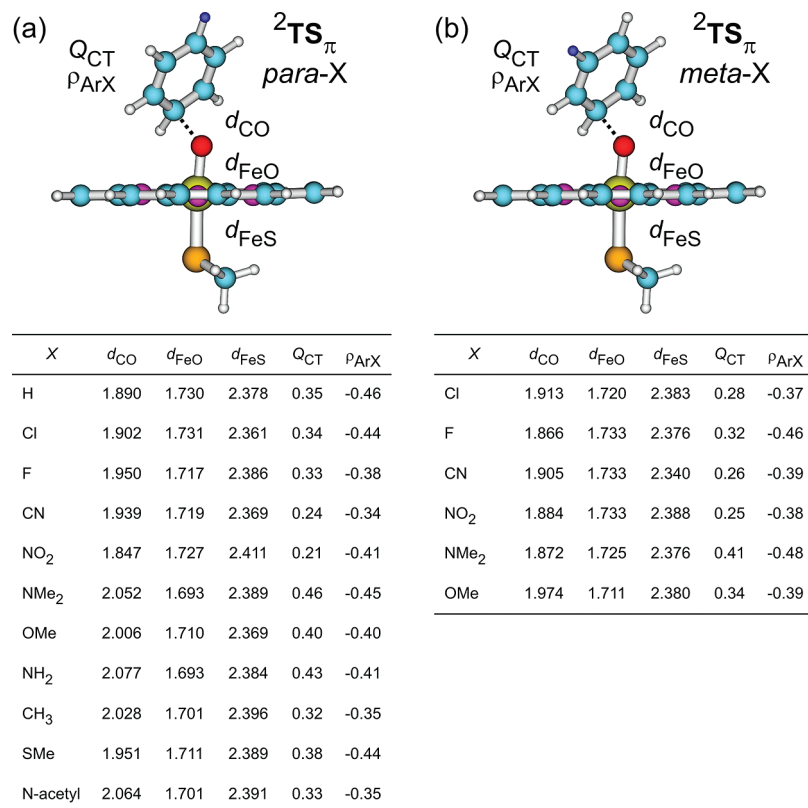 (a)
Q_CT
ρ_ArX
²TS_π
para-X
d_CO
d_FeO
d_FeS
X d_CO d_FeO d_FeS Q_CT ρ_ArX
H 1.890 1.730 2.378 0.35 -0.46
Cl 1.902 1.731 2.361 0.34 -0.44
F 1.950 1.717 2.386 0.33 -0.38
CN 1.939 1.719 2.369 0.24 -0.34
NO₂ 1.847 1.727 2.411 0.21 -0.41
NMe₂ 2.052 1.693 2.389 0.46 -0.45
OMe 2.006 1.710 2.369 0.40 -0.40
NH₂ 2.077 1.693 2.384 0.43 -0.41
CH₃ 2.028 1.701 2.396 0.32 -0.35
SMe 1.951 1.711 2.389 0.38 -0.44
N-acetyl 2.064 1.701 2.391 0.33 -0.35
(b)
Q_CT
ρ_ArX
²TS_π
meta-X
d_CO
d_FeO
d_FeS
X d_CO d_FeO d_FeS Q_CT ρ_ArX
Cl 1.913 1.720 2.383 0.28 -0.37
F 1.866 1.733 2.376 0.32 -0.46
CN 1.905 1.733 2.340 0.26 -0.39
NO₂ 1.884 1.733 2.388 0.25 -0.38
NMe₂ 1.872 1.725 2.376 0.41 -0.48
OMe 1.974 1.711 2.380 0.34 -0.39